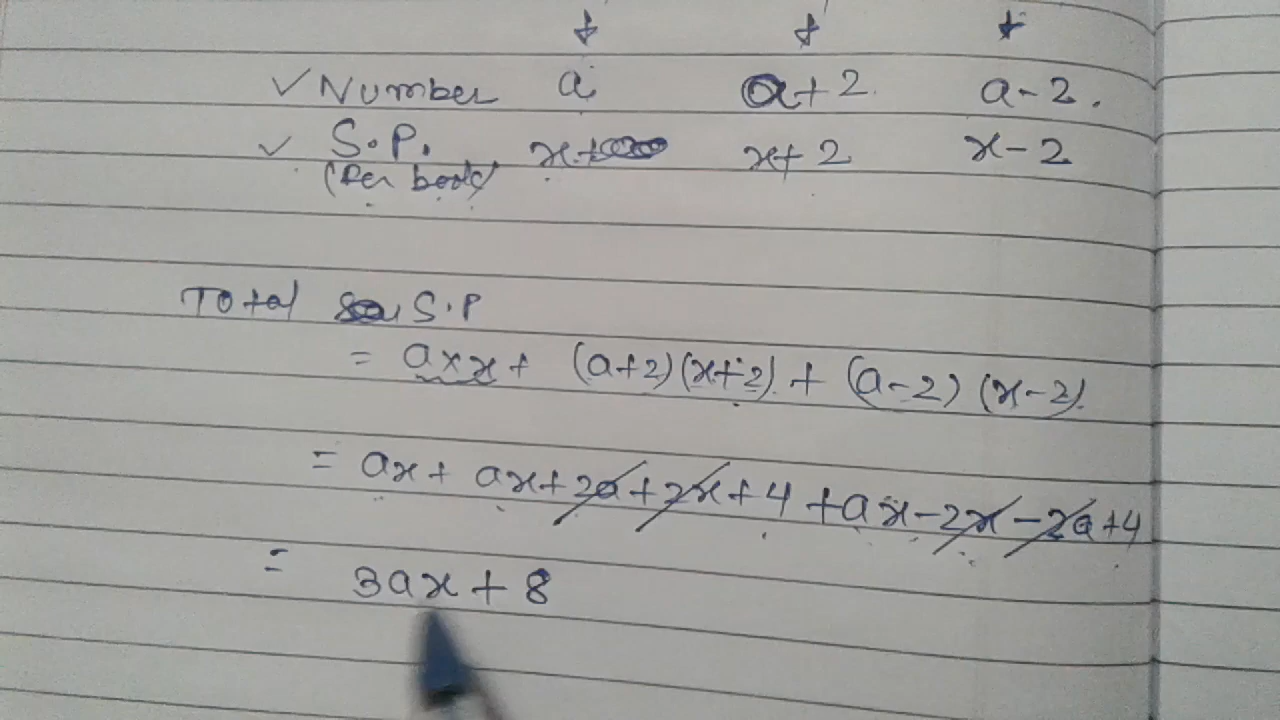 ↓ ↓ ↓
✓ Number a a+2. a-2.
✓ S.P. x+ x+2 x-2
(Per book)
Total S.P
= a×x + (a+2)(x+2) + (a-2) (x-2).
= ax + ax+2a+2x+4 +ax-2x-2a+4
= 3ax + 8